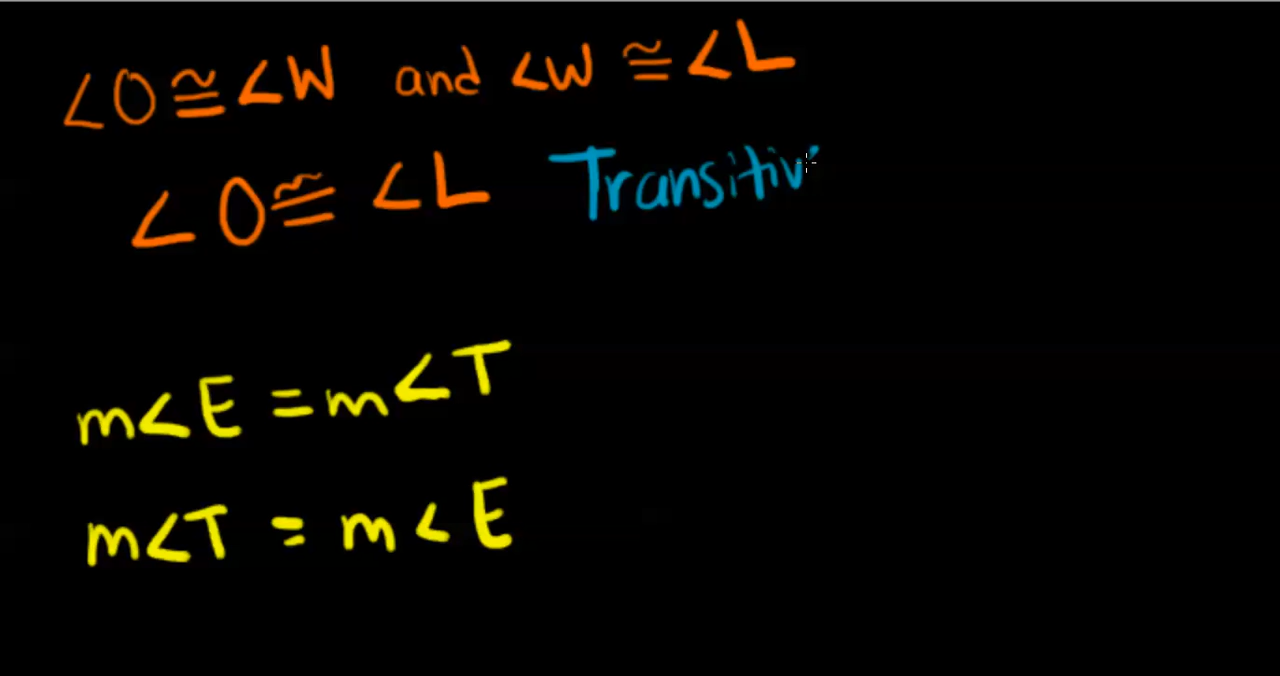 <O ≅ <W and <W ≅ <L
<O ≅ <L Transitiv
m<E = m<T
m<T = m<E